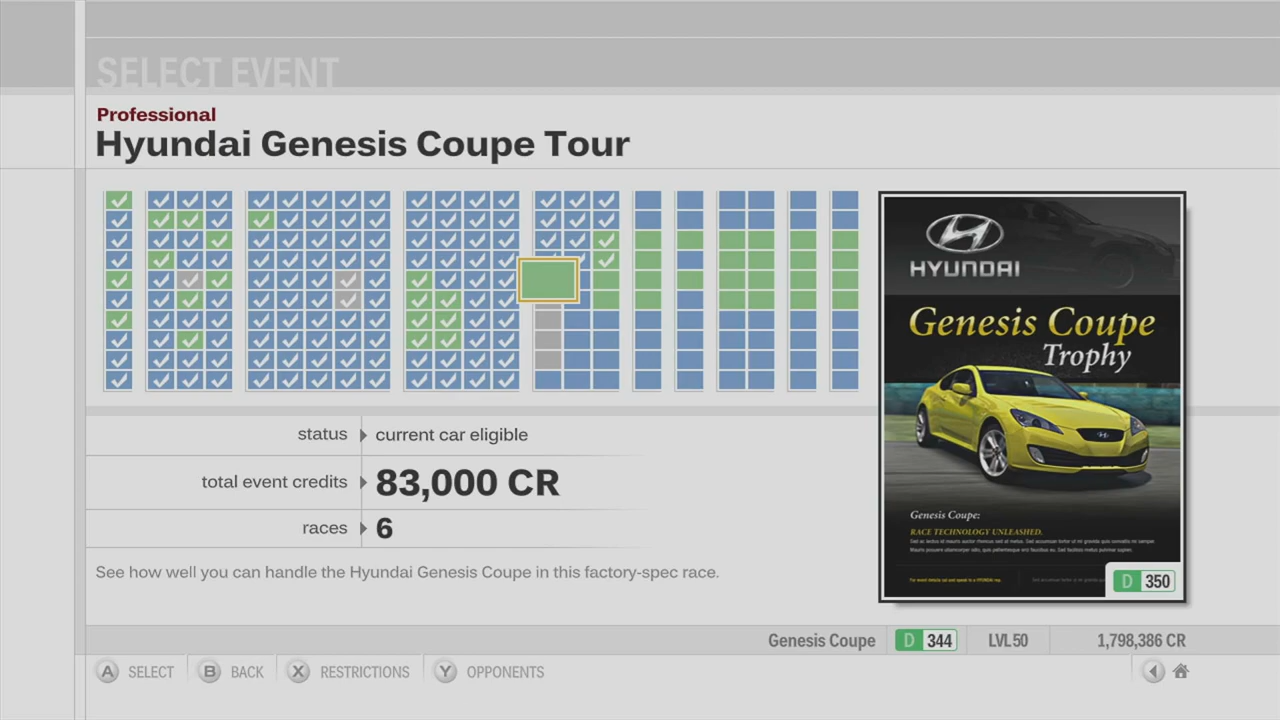 SELECT EVENT
Professional
Hyundai Genesis Coupe Tour
HYUNDAI
Genesis Coupe
Trophy
Genesis Coupe:
RACE TECHNOLOGY UNLEASHED.
D 350
status
current car eligible
total event credits
83,000 CR
races
6
See how well you can handle the Hyundai Genesis Coupe in this factory-spec race.
Genesis Coupe
D 344
LVL50
1,798,386 CR
A SELECT
B BACK
X RESTRICTIONS
Y OPPONENTS